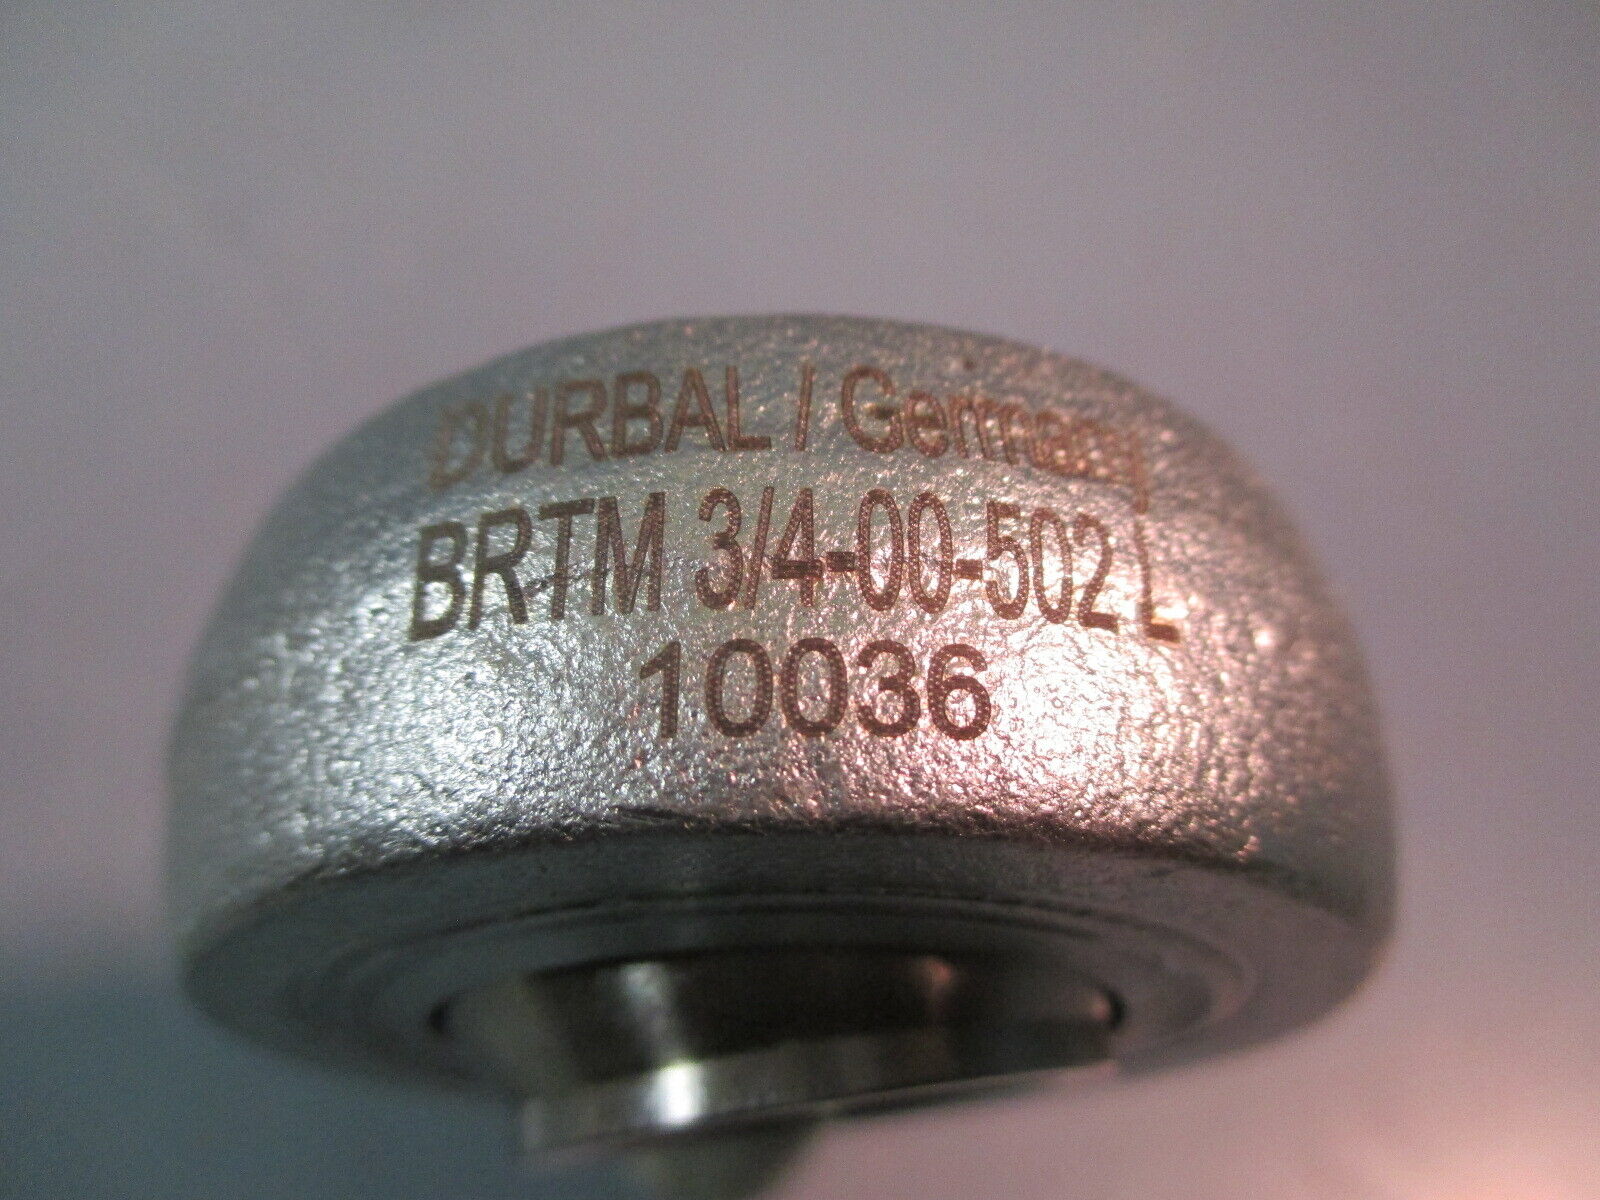 DURBAL / Germany
BRTM 3/4-00-502 L
10036